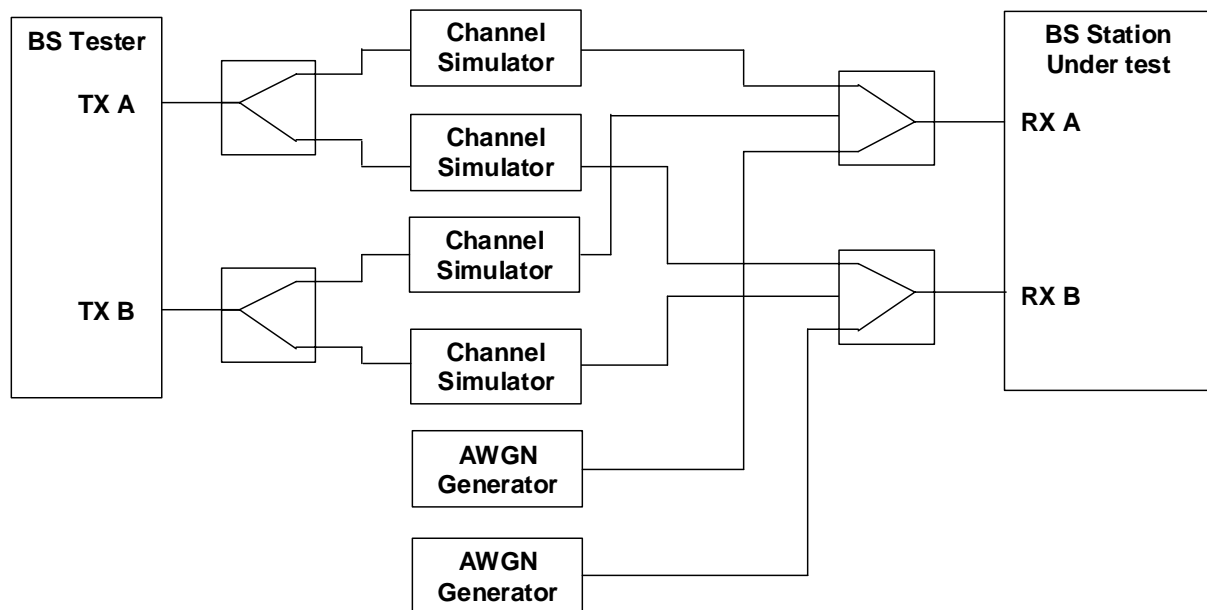 BS Tester
TX A
TX B
Channel
Simulator
Channel
Simulator
Channel
Simulator
Channel
Simulator
AWGN
Generator
AWGN
Generator
BS Station
Under test
RX A
RX B